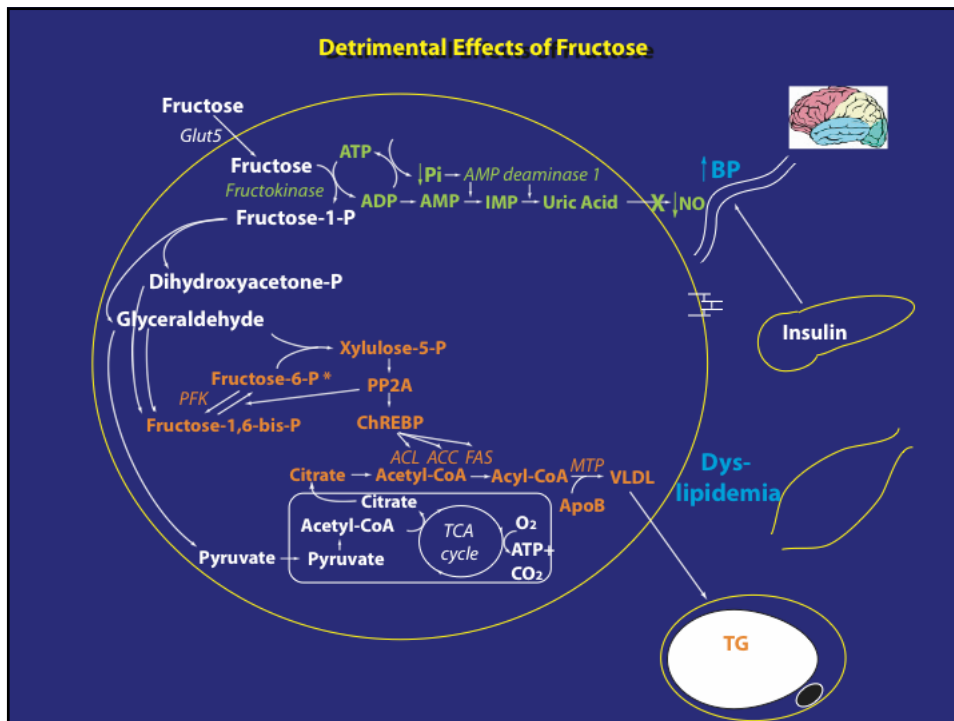 Detrimental Effects of Fructose
Fructose
Glut5
Fructose
Fructokinase
Fructose-1-P
ATP
ADP → AMP → IMP → Uric Acid
↓Pi → AMP deaminase 1
X ↓NO
↑BP
Dihydroxyacetone-P
Glyceraldehyde
Insulin
Xylulose-5-P
Fructose-6-P *
PP2A
PFK
Fructose-1,6-bis-P
ChREBP
ACL ACC FAS
MTP
Citrate → Acetyl-CoA → Acyl-CoA → VLDL
ApoB
Dys-
lipidemia
Citrate
Acetyl-CoA
TCA
cycle
O2
ATP+
CO2
Pyruvate → Pyruvate
TG